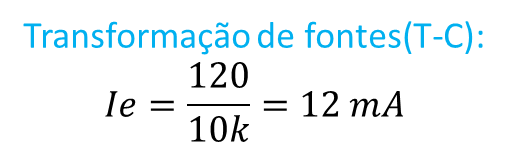 Transformação de fontes(T-C):
Ie = 120/10k = 12 mA